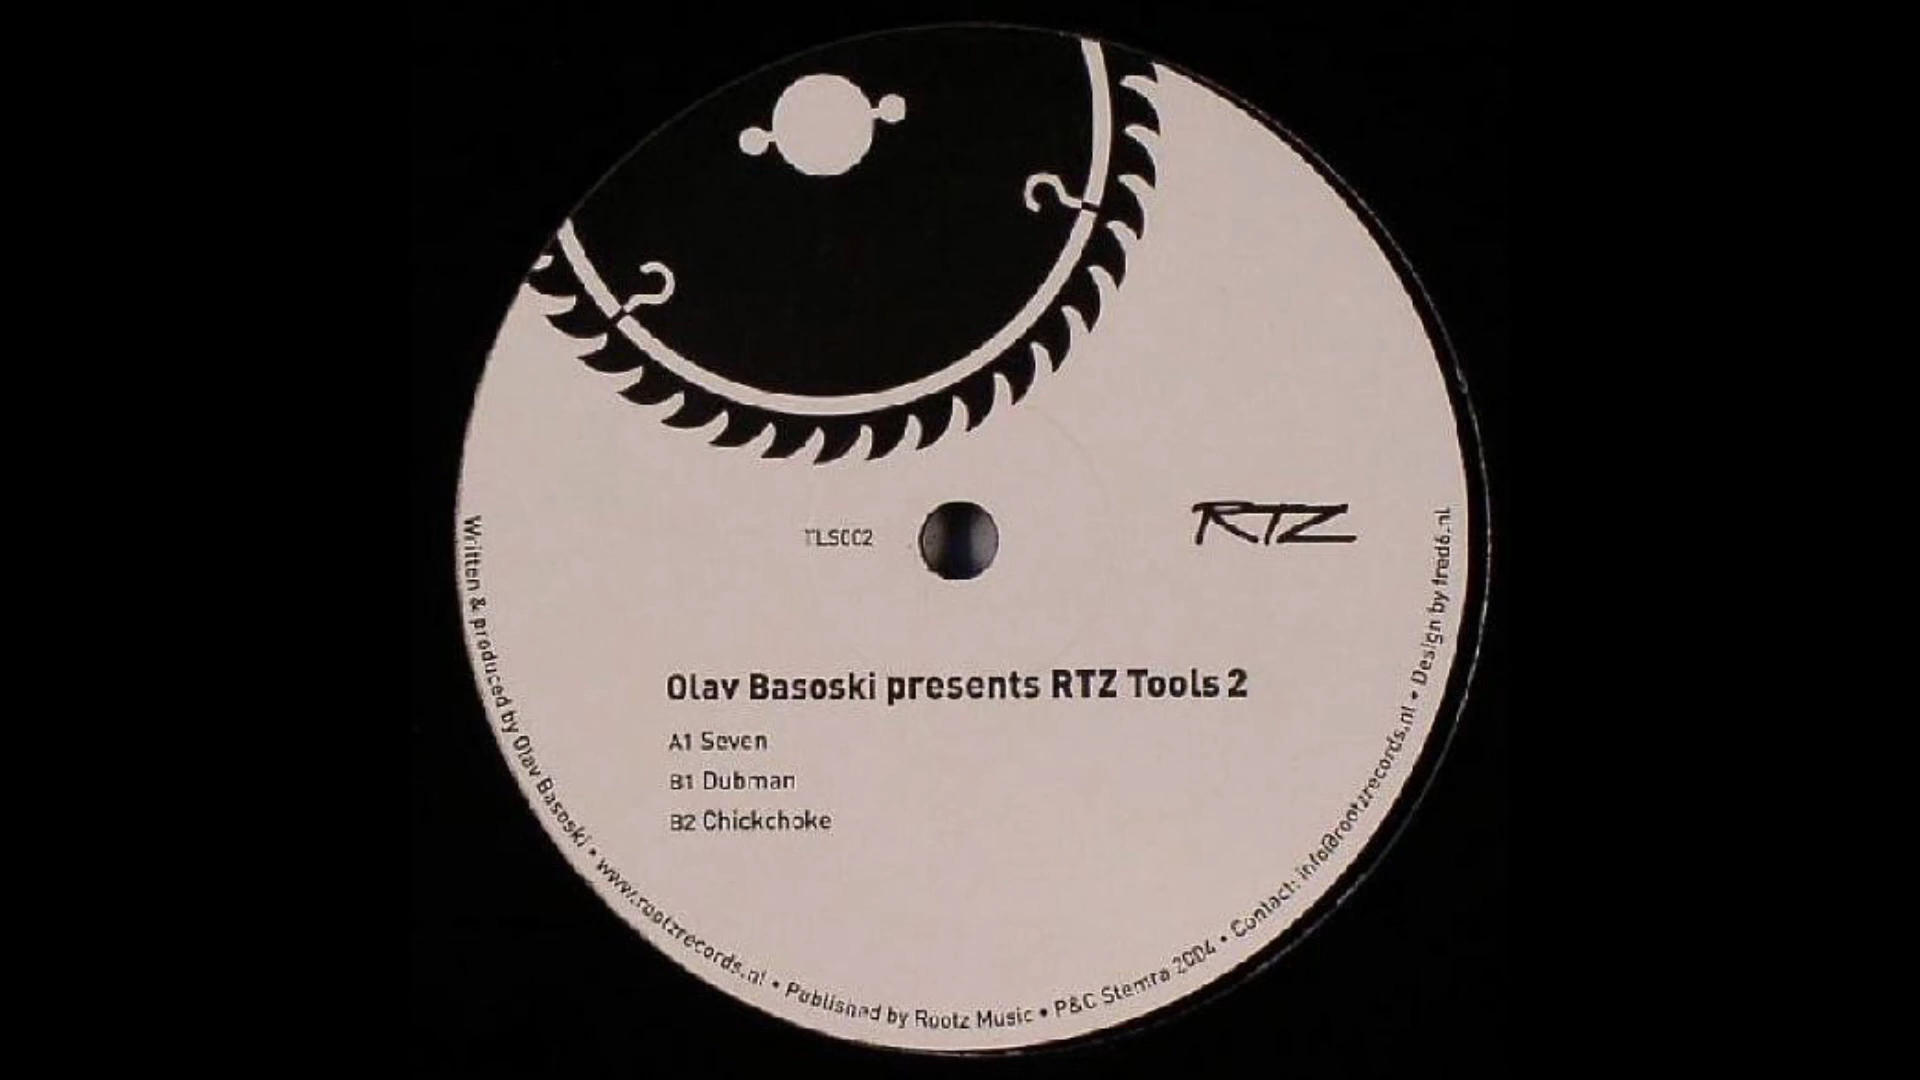 TLS002
RTZ
Olav Basoski presents RTZ Tools 2
A1 Seven
B1 Dubman
B2 Chickchoke
Written & produced by Olav Basoski • www.rootzrecords.nl • Published by Rootz Music • P&C Stemra 2004 • Contact: info@rootzrecords.nl • Design by fred6.nl